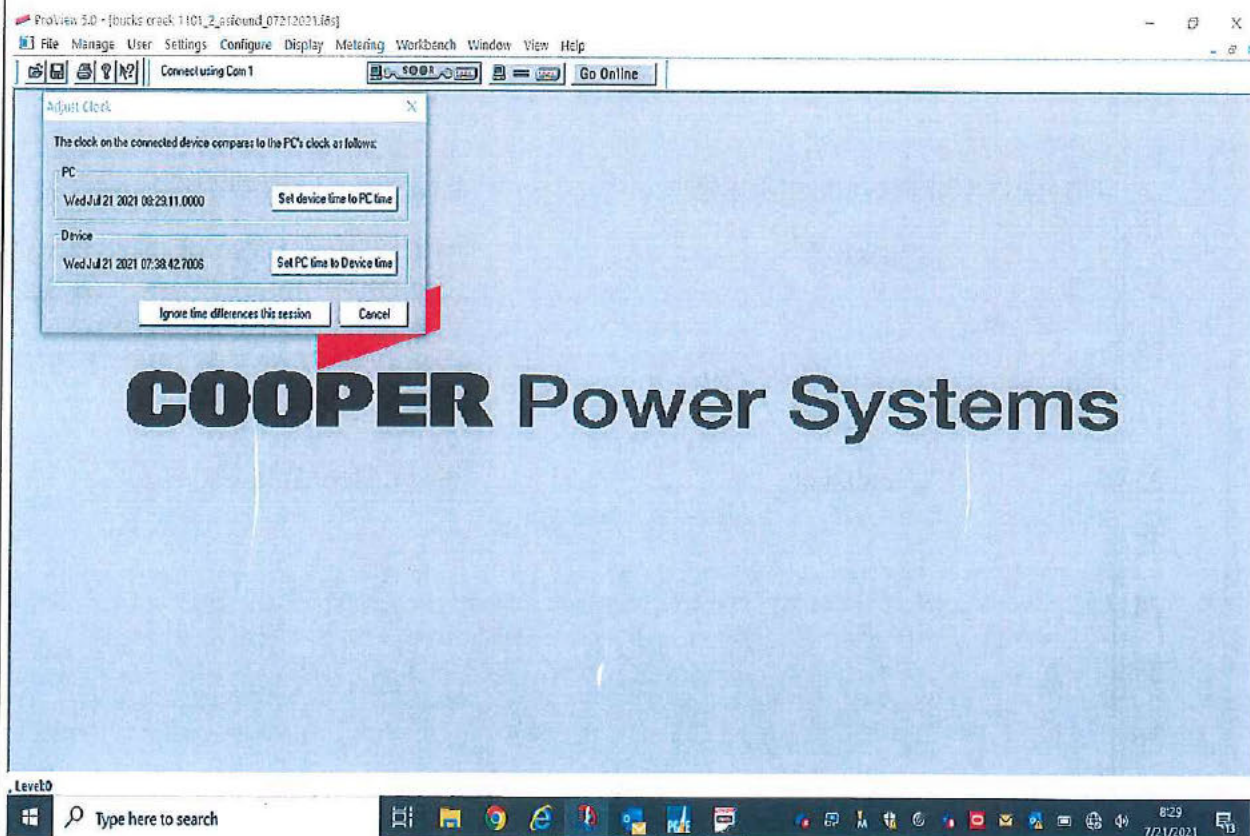 ProView 5.0 - [bucks creek 1101_2_asfound_07212021.i6s]
File Manage User Settings Configure Display Metering Workbench Window View Help
Connect using Com 1 Go Online
Adjust Clock
The clock on the connected device compares to the PC's clock as follows:
PC
Wed Jul 21 2021 08:29:11.0000 Set device time to PC time
Device
Wed Jul 21 2021 07:38:42.7006 Set PC time to Device time
Ignore time differences this session Cancel
COOPER Power Systems
, Level:0
Type here to search
8:29
7/21/2021